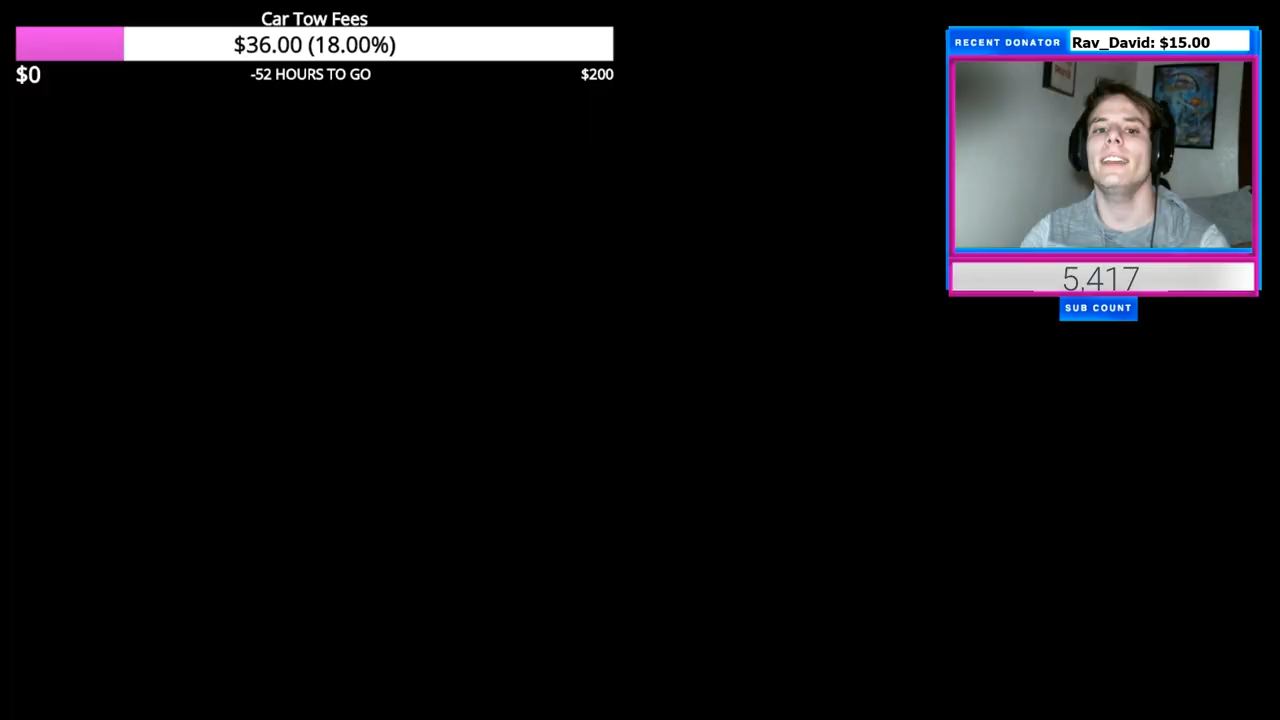 Car Tow Fees
$36.00 (18.00%)
$0
-52 HOURS TO GO
$200
RECENT DONATOR
Rav_David: $15.00
5,417
SUB COUNT